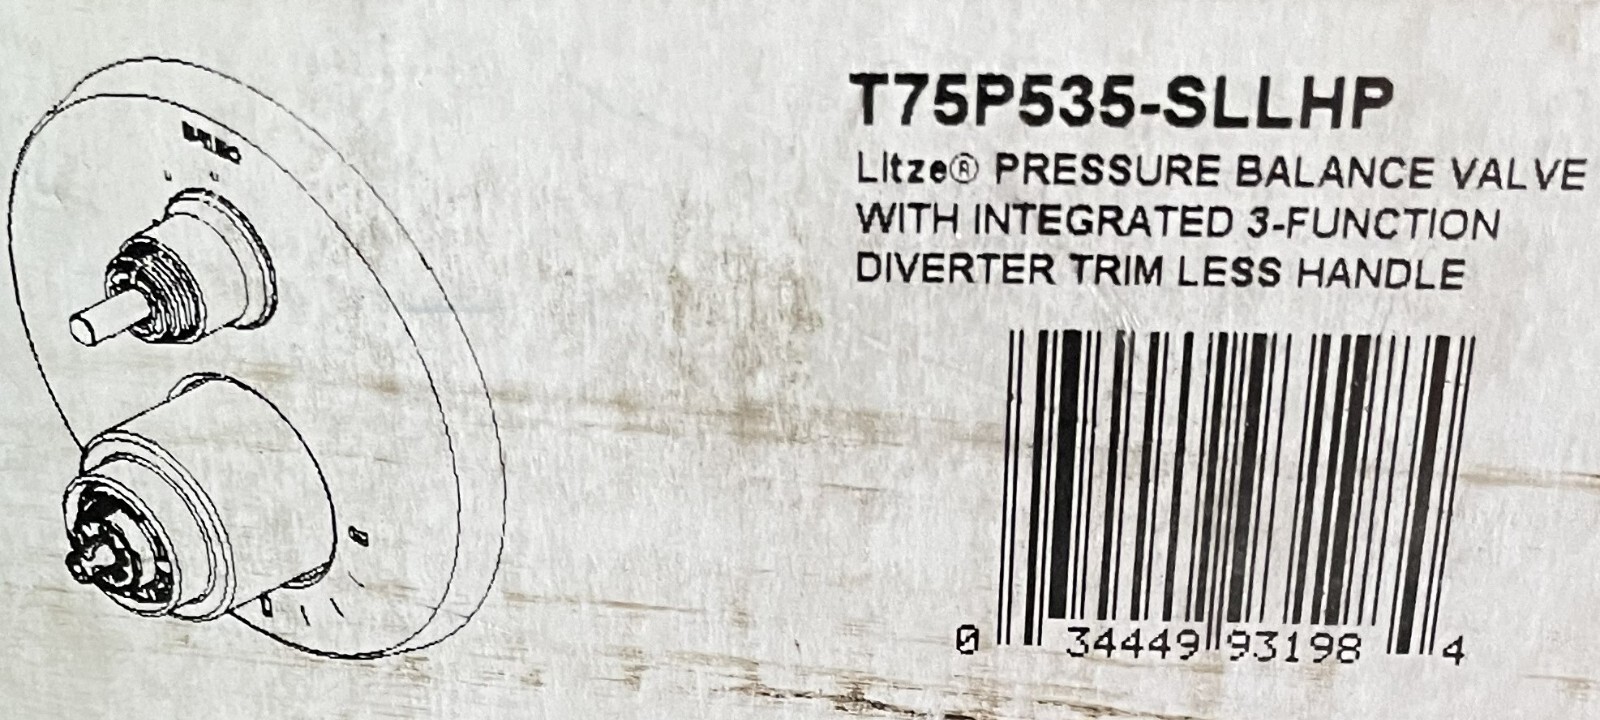 T75P535-SLLHP
Litze® PRESSURE BALANCE VALVE
WITH INTEGRATED 3-FUNCTION
DIVERTER TRIM LESS HANDLE
0 34449 93198 4